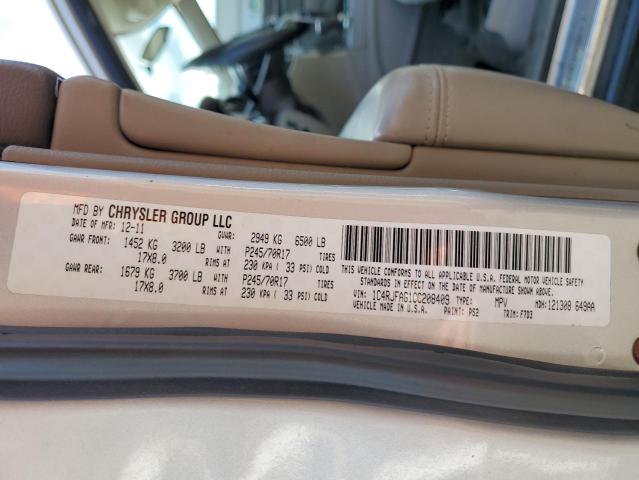 MFD BY CHRYSLER GROUP LLC
DATE OF MFR: 12-11 GVWR: 2949 KG 6500 LB
GAWR FRONT: 1452 KG 3200 LB WITH P245/70R17 TIRES
17X8.0 RIMS AT 230 KPA ( 33 PSI) COLD
GAWR REAR: 1679 KG 3700 LB WITH P245/70R17 TIRES
17X8.0 RIMS AT 230 KPA ( 33 PSI) COLD
THIS VEHICLE CONFORMS TO ALL APPLICABLE U.S.A. FEDERAL MOTOR VEHICLE SAFETY
STANDARDS IN EFFECT ON THE DATE OF MANUFACTURE SHOWN ABOVE.
VIN: 1C4RJFAG1CC208409 TYPE: MPV MDH: 121308 649AA
VEHICLE MADE IN U.S.A. PAINT: PS2 TRIM: F7D3